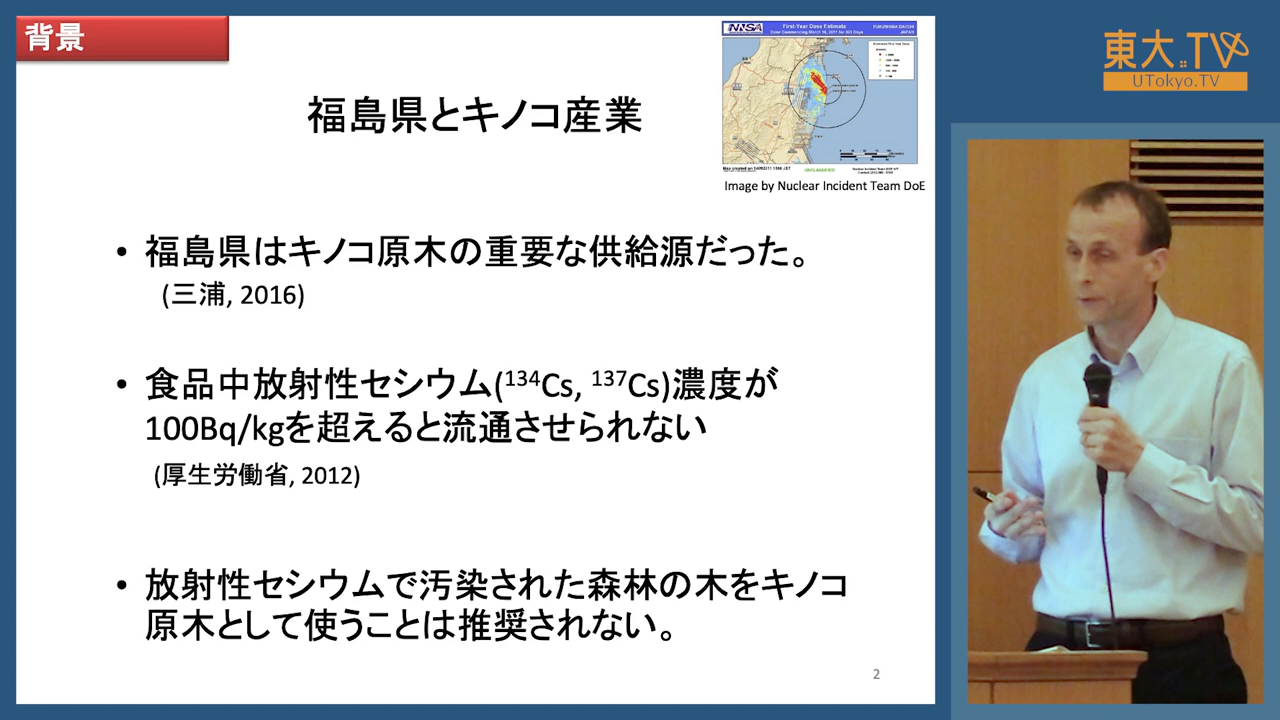 背景
NNSA
First-Year Dose Estimate
FUKUSHIMA DAIICHI
JAPAN
UNCLASSIFIED
Image by Nuclear Incident Team DoE
東大.TV
UTokyo.TV
福島県とキノコ産業
• 福島県はキノコ原木の重要な供給源だった。
(三浦, 2016)
• 食品中放射性セシウム(¹³⁴Cs, ¹³⁷Cs)濃度が
100Bq/kgを超えると流通させられない
(厚生労働省, 2012)
• 放射性セシウムで汚染された森林の木をキノコ
原木として使うことは推奨されない。
2